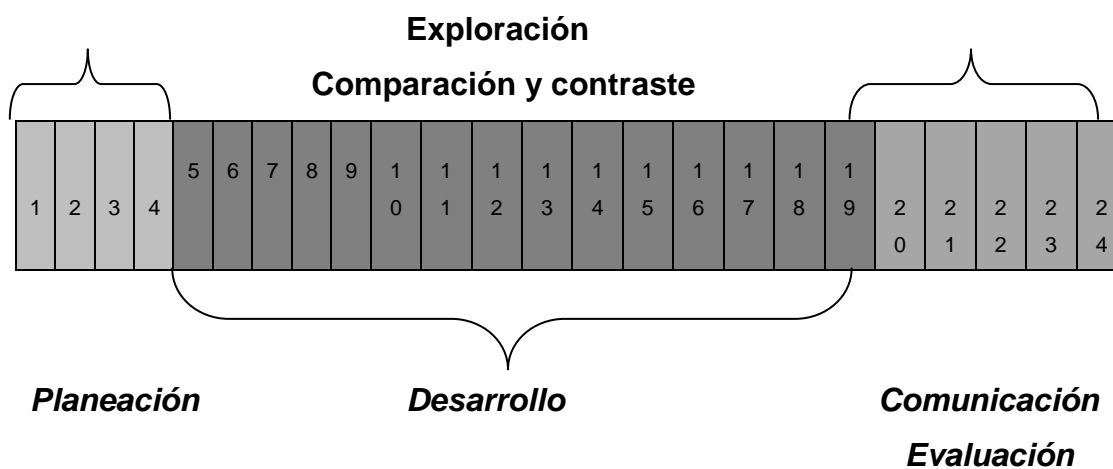 Exploración
Comparación y contraste
1 2 3 4 5 6 7 8 9 10 11 12 13 14 15 16 17 18 19 20 21 22 23 24
Planeación Desarrollo Comunicación
Evaluación